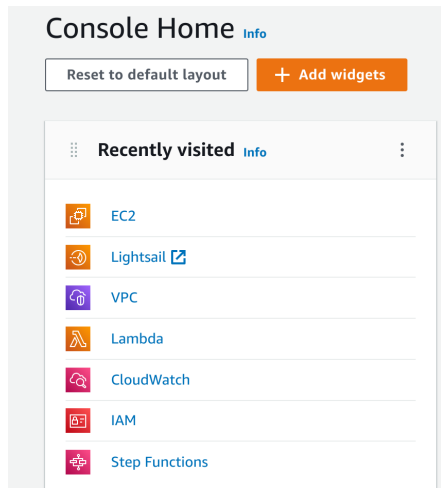 Console Home Info
Reset to default layout
+ Add widgets
Recently visited Info
EC2
Lightsail
VPC
Lambda
CloudWatch
IAM
Step Functions